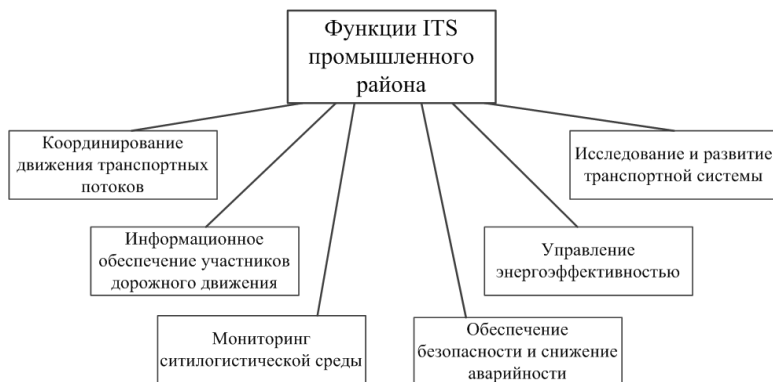 Функции ITS
промышленного
района
Координирование
движения транспортных
потоков
Исследование и развитие
транспортной системы
Информационное
обеспечение участников
дорожного движения
Управление
энергоэффективностью
Мониторинг
ситилогистической среды
Обеспечение
безопасности и снижение
аварийности